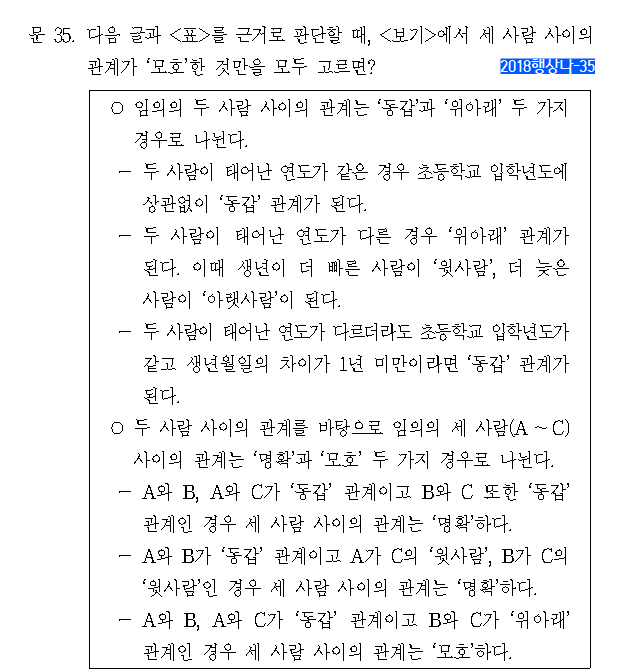 문 35. 다음 글과 <표>를 근거로 판단할 때, <보기>에서 세 사람 사이의
관계가 ‘모호’한 것만을 모두 고르면?
2018행상나-35
○ 임의의 두 사람 사이의 관계는 ‘동갑’과 ‘위아래’ 두 가지
경우로 나뉜다.
－ 두 사람이 태어난 연도가 같은 경우 초등학교 입학년도에
상관없이 ‘동갑’ 관계가 된다.
－ 두 사람이 태어난 연도가 다른 경우 ‘위아래’ 관계가
된다. 이때 생년이 더 빠른 사람이 ‘윗사람’, 더 늦은
사람이 ‘아랫사람’이 된다.
－ 두 사람이 태어난 연도가 다르더라도 초등학교 입학년도가
같고 생년월일의 차이가 1년 미만이라면 ‘동갑’ 관계가
된다.
○ 두 사람 사이의 관계를 바탕으로 임의의 세 사람(A ~ C)
사이의 관계는 ‘명확’과 ‘모호’ 두 가지 경우로 나뉜다.
－ A와 B, A와 C가 ‘동갑’ 관계이고 B와 C 또한 ‘동갑’
관계인 경우 세 사람 사이의 관계는 ‘명확’하다.
－ A와 B가 ‘동갑’ 관계이고 A가 C의 ‘윗사람’, B가 C의
‘윗사람’인 경우 세 사람 사이의 관계는 ‘명확’하다.
－ A와 B, A와 C가 ‘동갑’ 관계이고 B와 C가 ‘위아래’
관계인 경우 세 사람 사이의 관계는 ‘모호’하다.